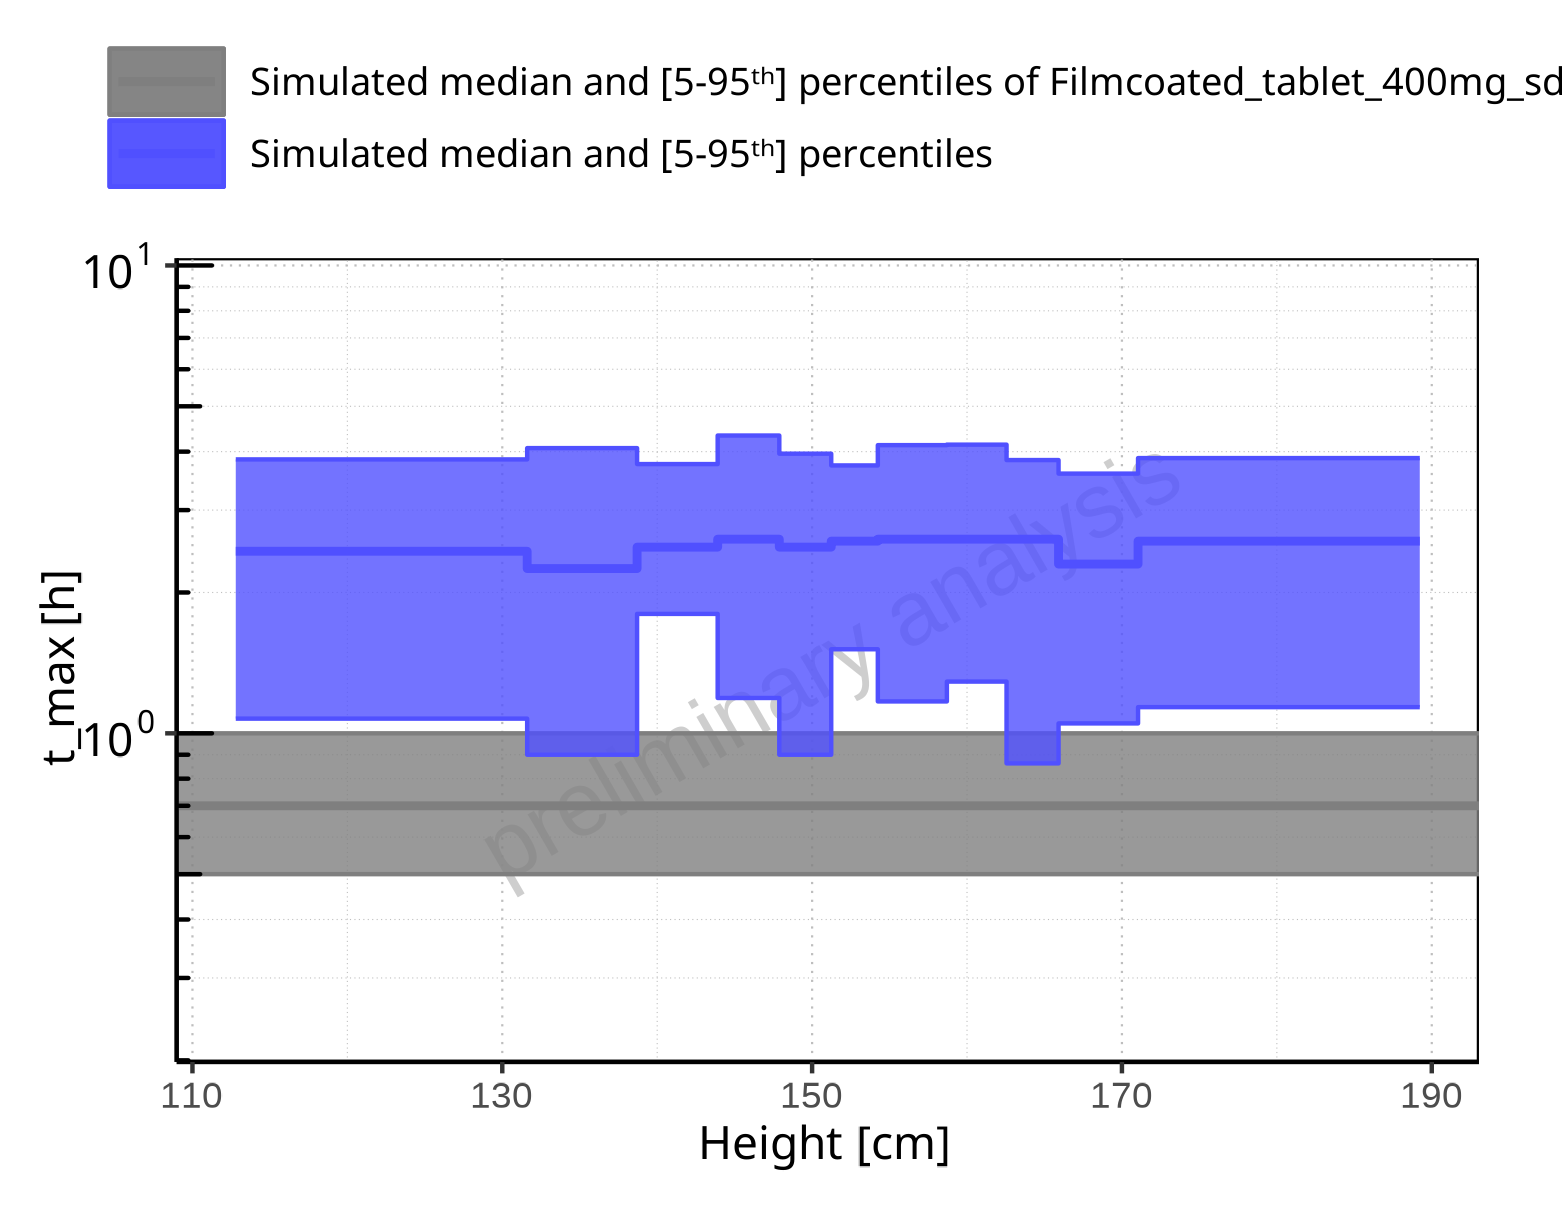 Simulated median and [5-95ᵗʰ] percentiles of Filmcoated_tablet_400mg_sd
Simulated median and [5-95ᵗʰ] percentiles
10¹
t_max [h]
10⁰
preliminary analysis
110 130 150 170 190
Height [cm]